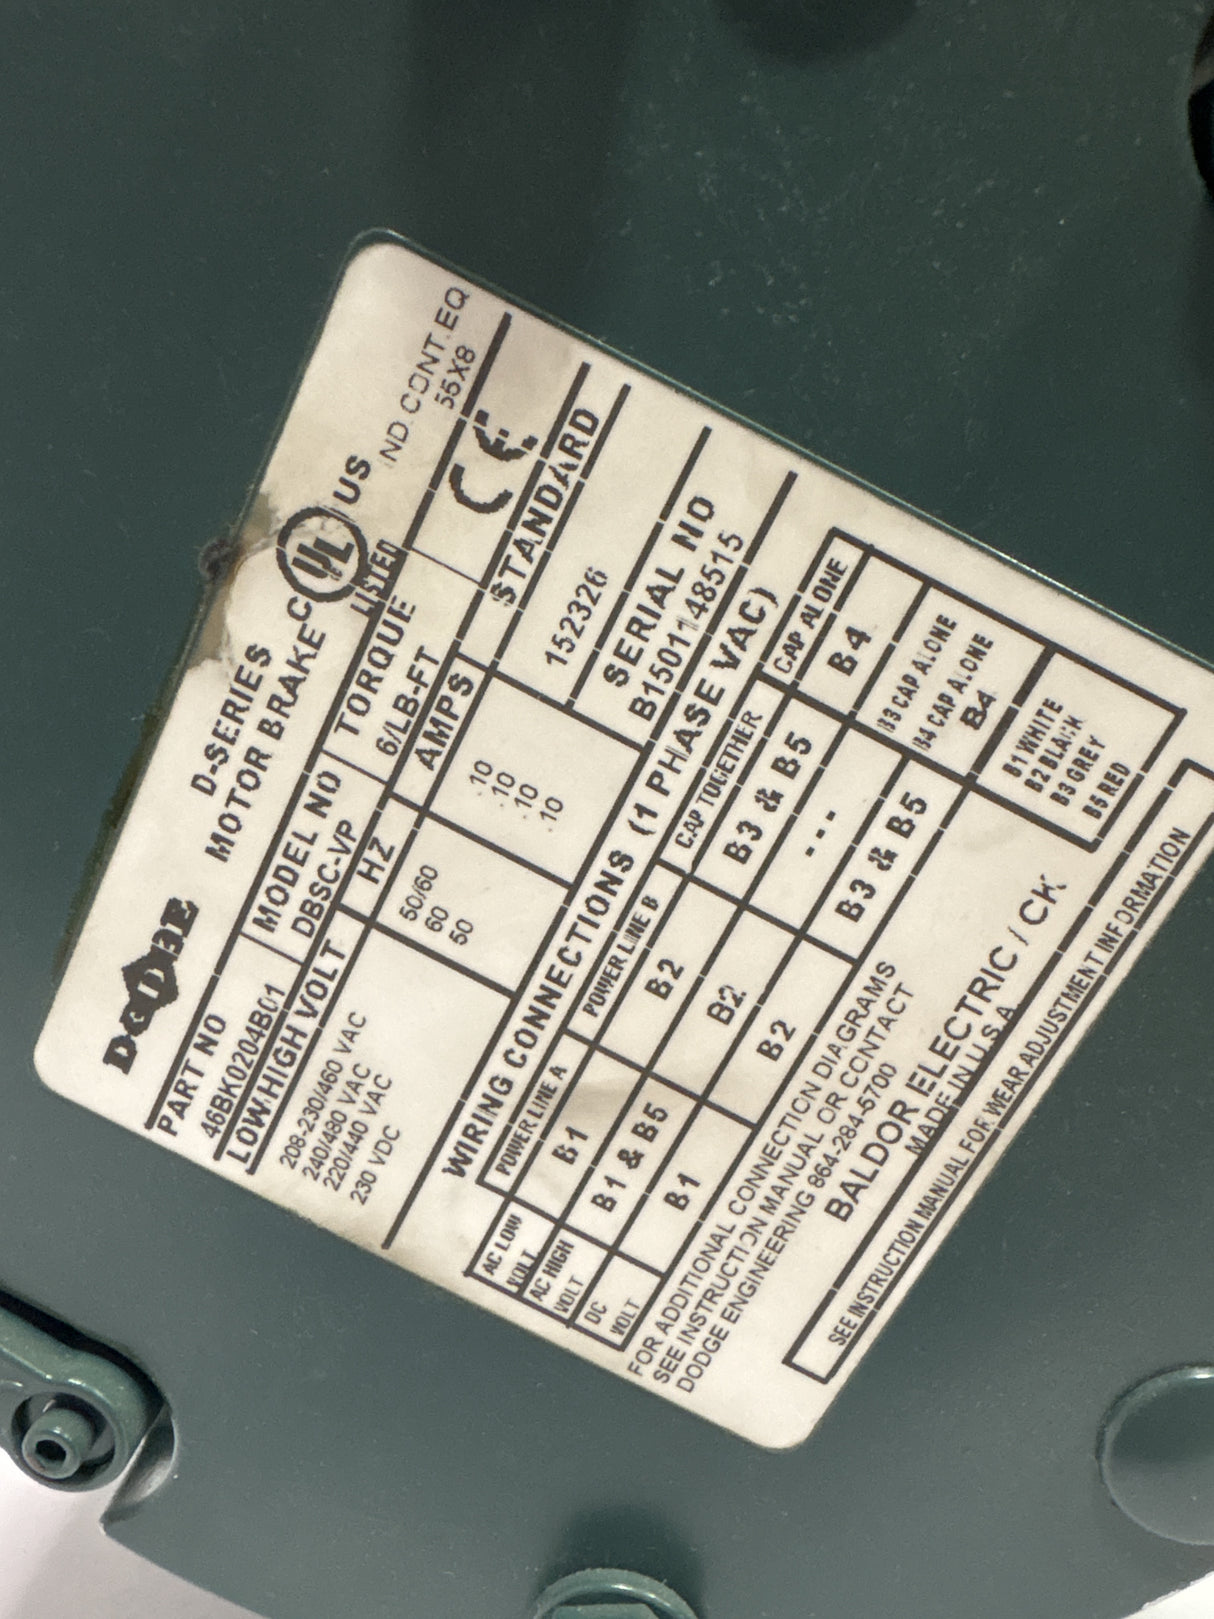 DODGE
D-SERIES
MOTOR BRAKE
C UL US
LISTED
IND.CONT.EQ
55X8
PART NO MODEL NO TORQUE
46BK0204B01 DBSC-VP 6/LB-FT
CE
LOW/HIGH VOLT HZ AMPS STANDARD
208-230/460 VAC 50/60 .10
240/480 VAC 60 .10
220/440 VAC 50 .10
230 VDC .10
152326
SERIAL NO
B1501148515
WIRING CONNECTIONS (1 PHASE VAC)
POWER LINE A POWER LINE B CAP TOGETHER CAP ALONE
AC LOW VOLT B1 B2 B3 & B5 B4
AC HIGH VOLT B1 & B5 B2 --- B3 CAP ALONE B4 CAP ALONE
DC VOLT B1 B2 B3 & B5 B4
FOR ADDITIONAL CONNECTION DIAGRAMS
SEE INSTRUCTION MANUAL OR CONTACT
DODGE ENGINEERING 864-284-5700
B1 WHITE
B2 BLACK
B3 GREY
B5 RED
BALDOR ELECTRIC / CK
MADE IN U.S.A
SEE INSTRUCTION MANUAL FOR WEAR ADJUSTMENT INFORMATION